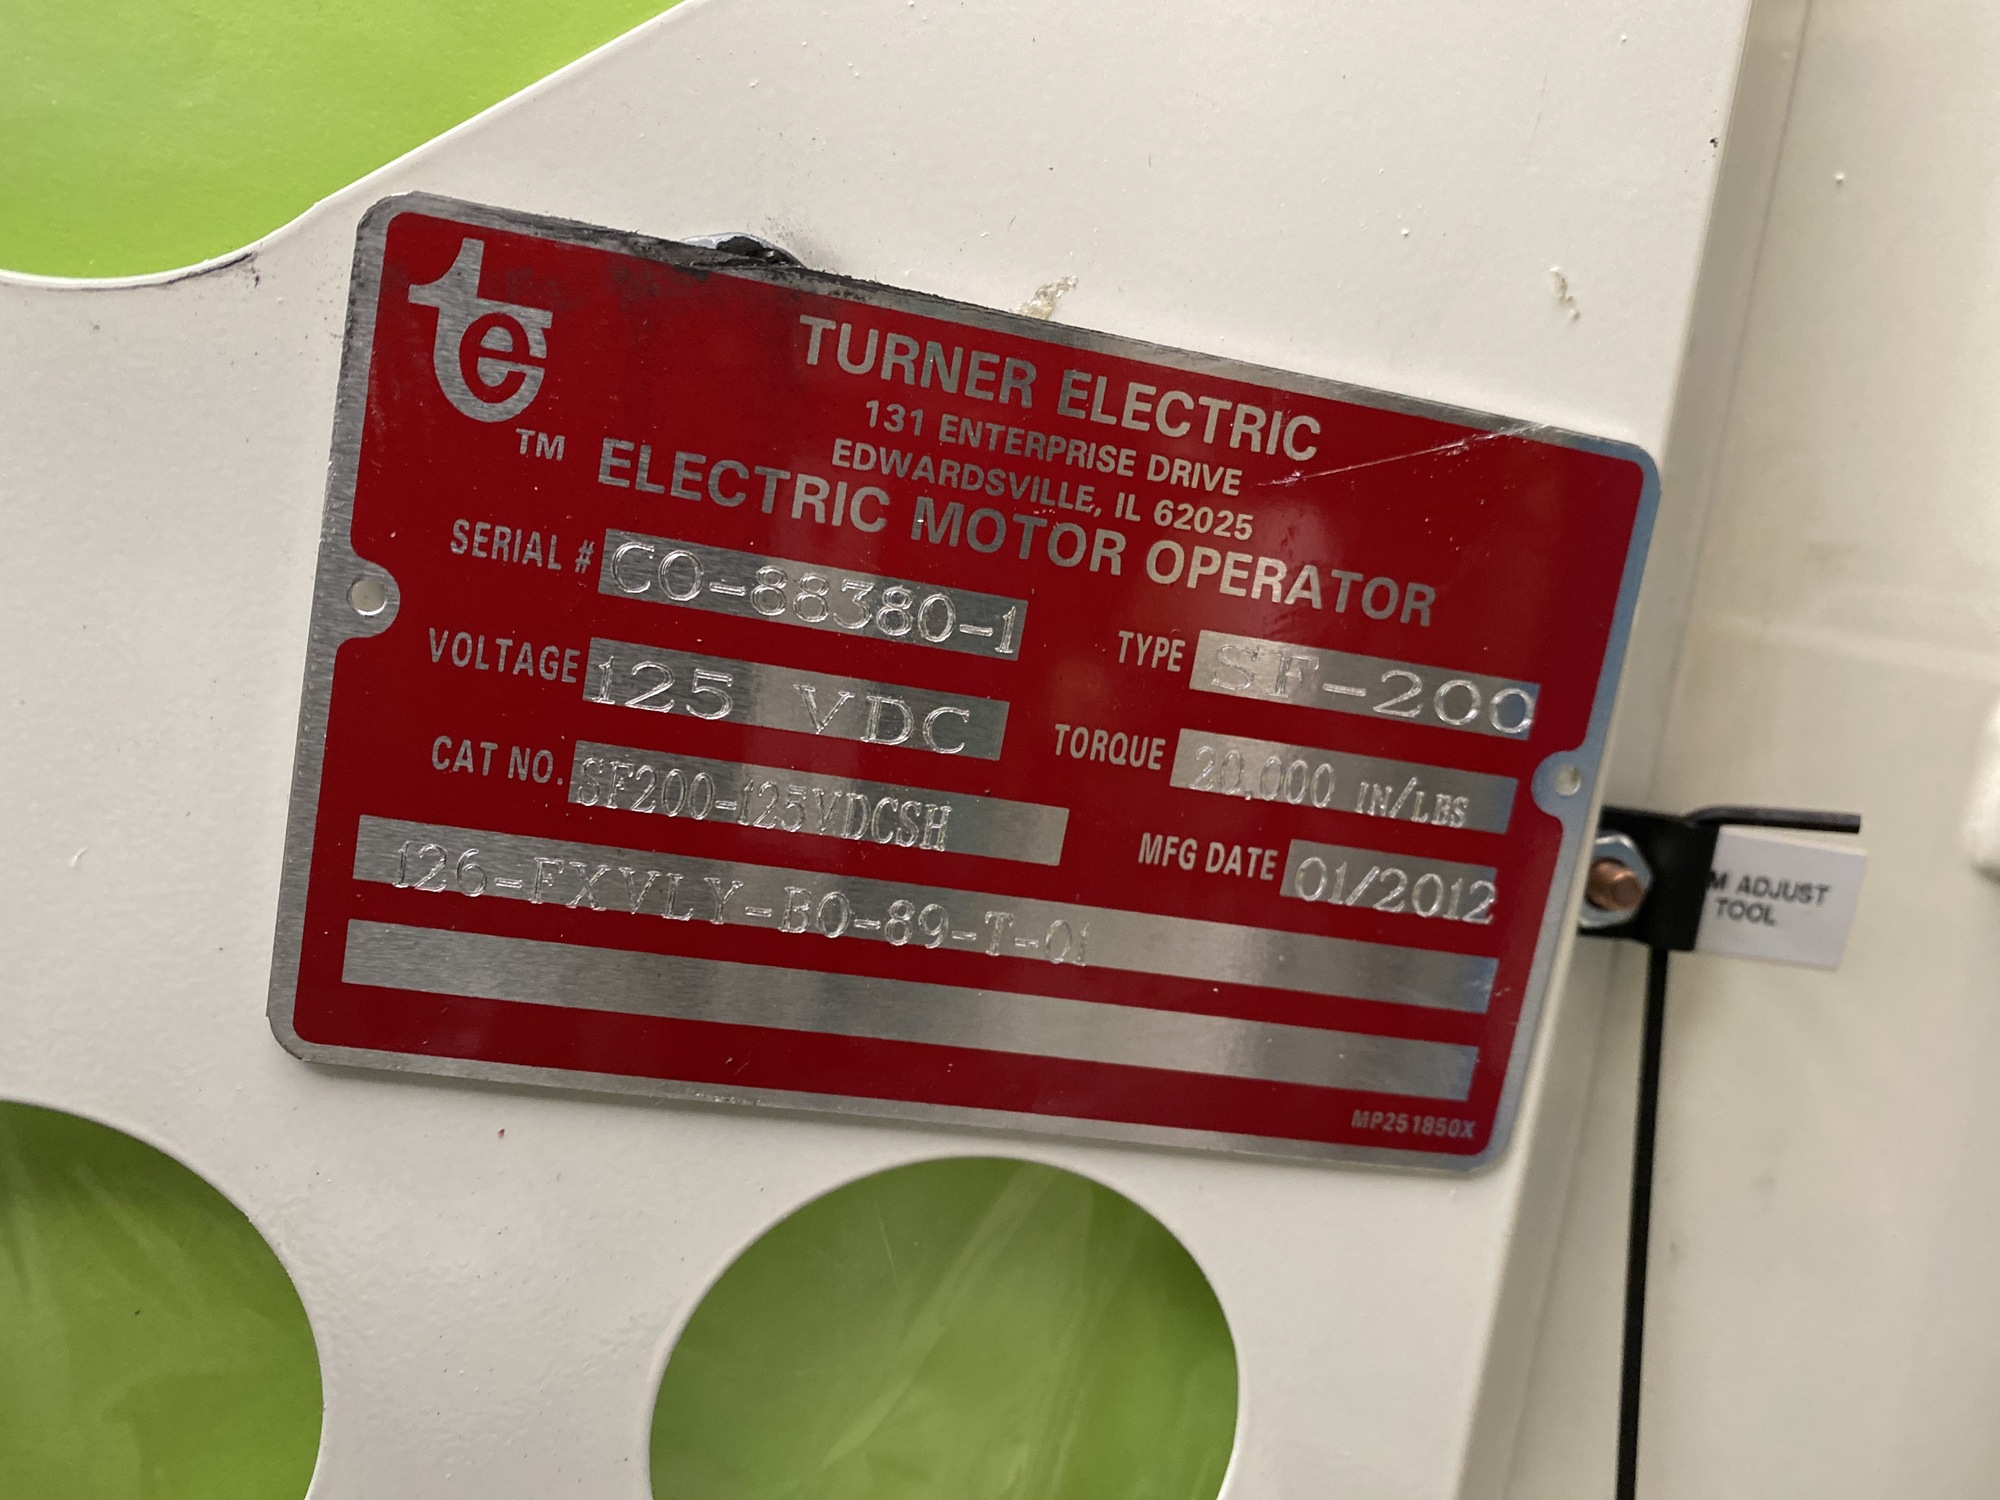 te
TM
TURNER ELECTRIC
131 ENTERPRISE DRIVE
EDWARDSVILLE, IL 62025
ELECTRIC MOTOR OPERATOR
SERIAL # CO-88380-1
TYPE SF-200
VOLTAGE 125 VDC
TORQUE 20,000 IN/LBS
CAT NO. SF200-125VDCSH
MFG DATE 01/2012
126-FXVLY-B0-89-T-01
MP251850X
M ADJUST
TOOL